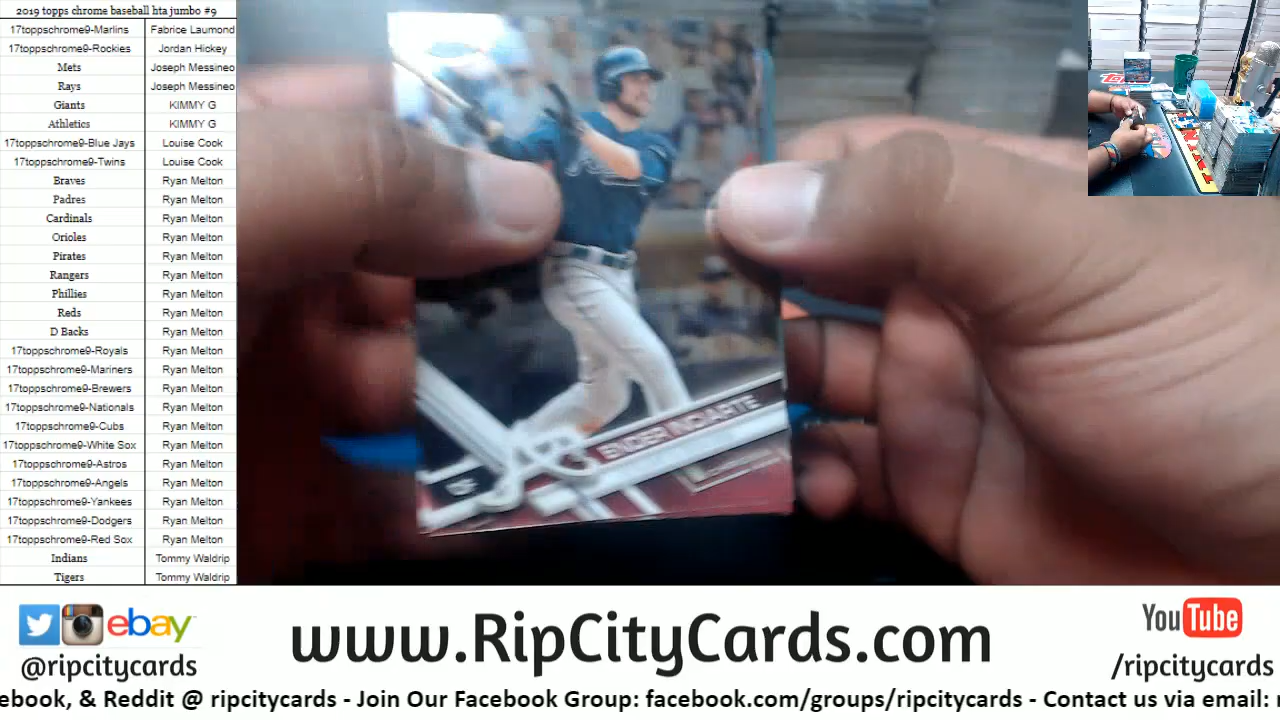 2019 topps chrome baseball hta jumbo #9
17toppschrome9-Marlins Fabrice Laumond
17toppschrome9-Rockies Jordan Hickey
Mets Joseph Messineo
Rays Joseph Messineo
Giants KIMMY G
Athletics KIMMY G
17toppschrome9-Blue Jays Louise Cook
17toppschrome9-Twins Louise Cook
Braves Ryan Melton
Padres Ryan Melton
Cardinals Ryan Melton
Orioles Ryan Melton
Pirates Ryan Melton
Rangers Ryan Melton
Phillies Ryan Melton
Reds Ryan Melton
D Backs Ryan Melton
17toppschrome9-Royals Ryan Melton
17toppschrome9-Mariners Ryan Melton
17toppschrome9-Brewers Ryan Melton
17toppschrome9-Nationals Ryan Melton
17toppschrome9-Cubs Ryan Melton
17toppschrome9-White Sox Ryan Melton
17toppschrome9-Astros Ryan Melton
17toppschrome9-Angels Ryan Melton
17toppschrome9-Yankees Ryan Melton
17toppschrome9-Dodgers Ryan Melton
17toppschrome9-Red Sox Ryan Melton
Indians Tommy Waldrip
Tigers Tommy Waldrip
ENDER INCIARTE
OF
ebay
@ripcitycards
www.RipCityCards.com
YouTube
/ripcitycards
ebook, & Reddit @ ripcitycards - Join Our Facebook Group: facebook.com/groups/ripcitycards - Contact us via email: